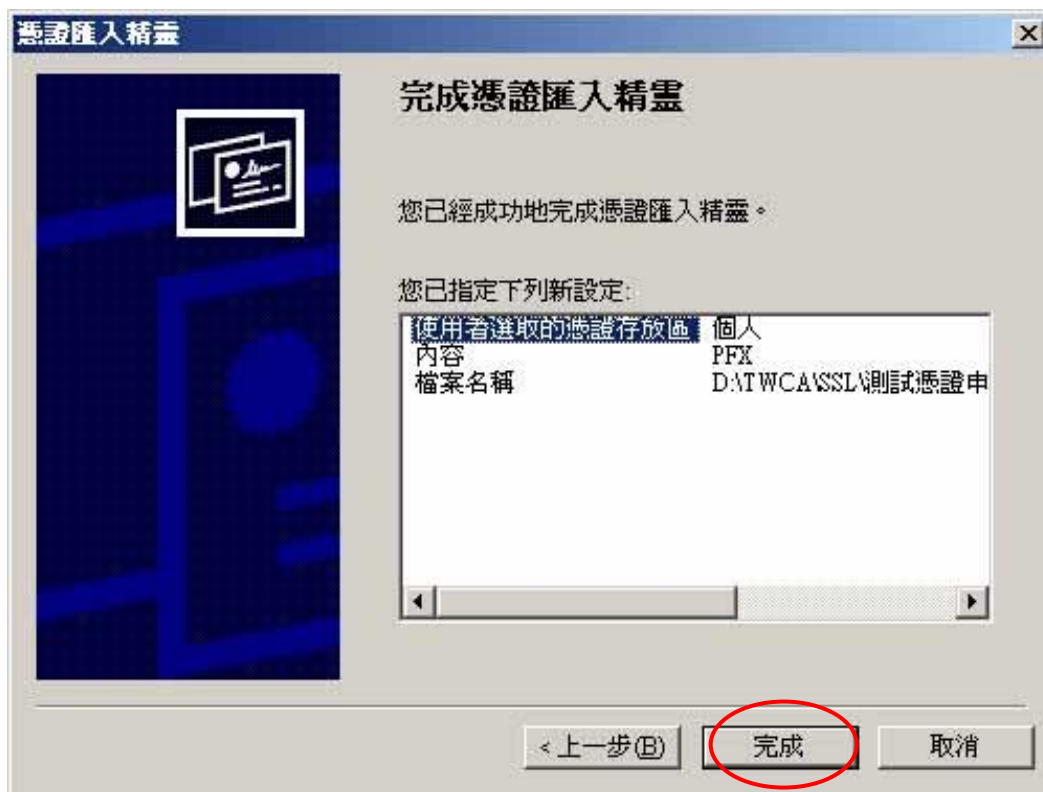 憑證匯入精靈
完成憑證匯入精靈
您已經成功地完成憑證匯入精靈。
您已指定下列新設定:
使用者選取的憑證存放區 個人
內容 PFX
檔案名稱 D:\TWCA\SSL\測試憑證申
<上一步(B) 完成 取消